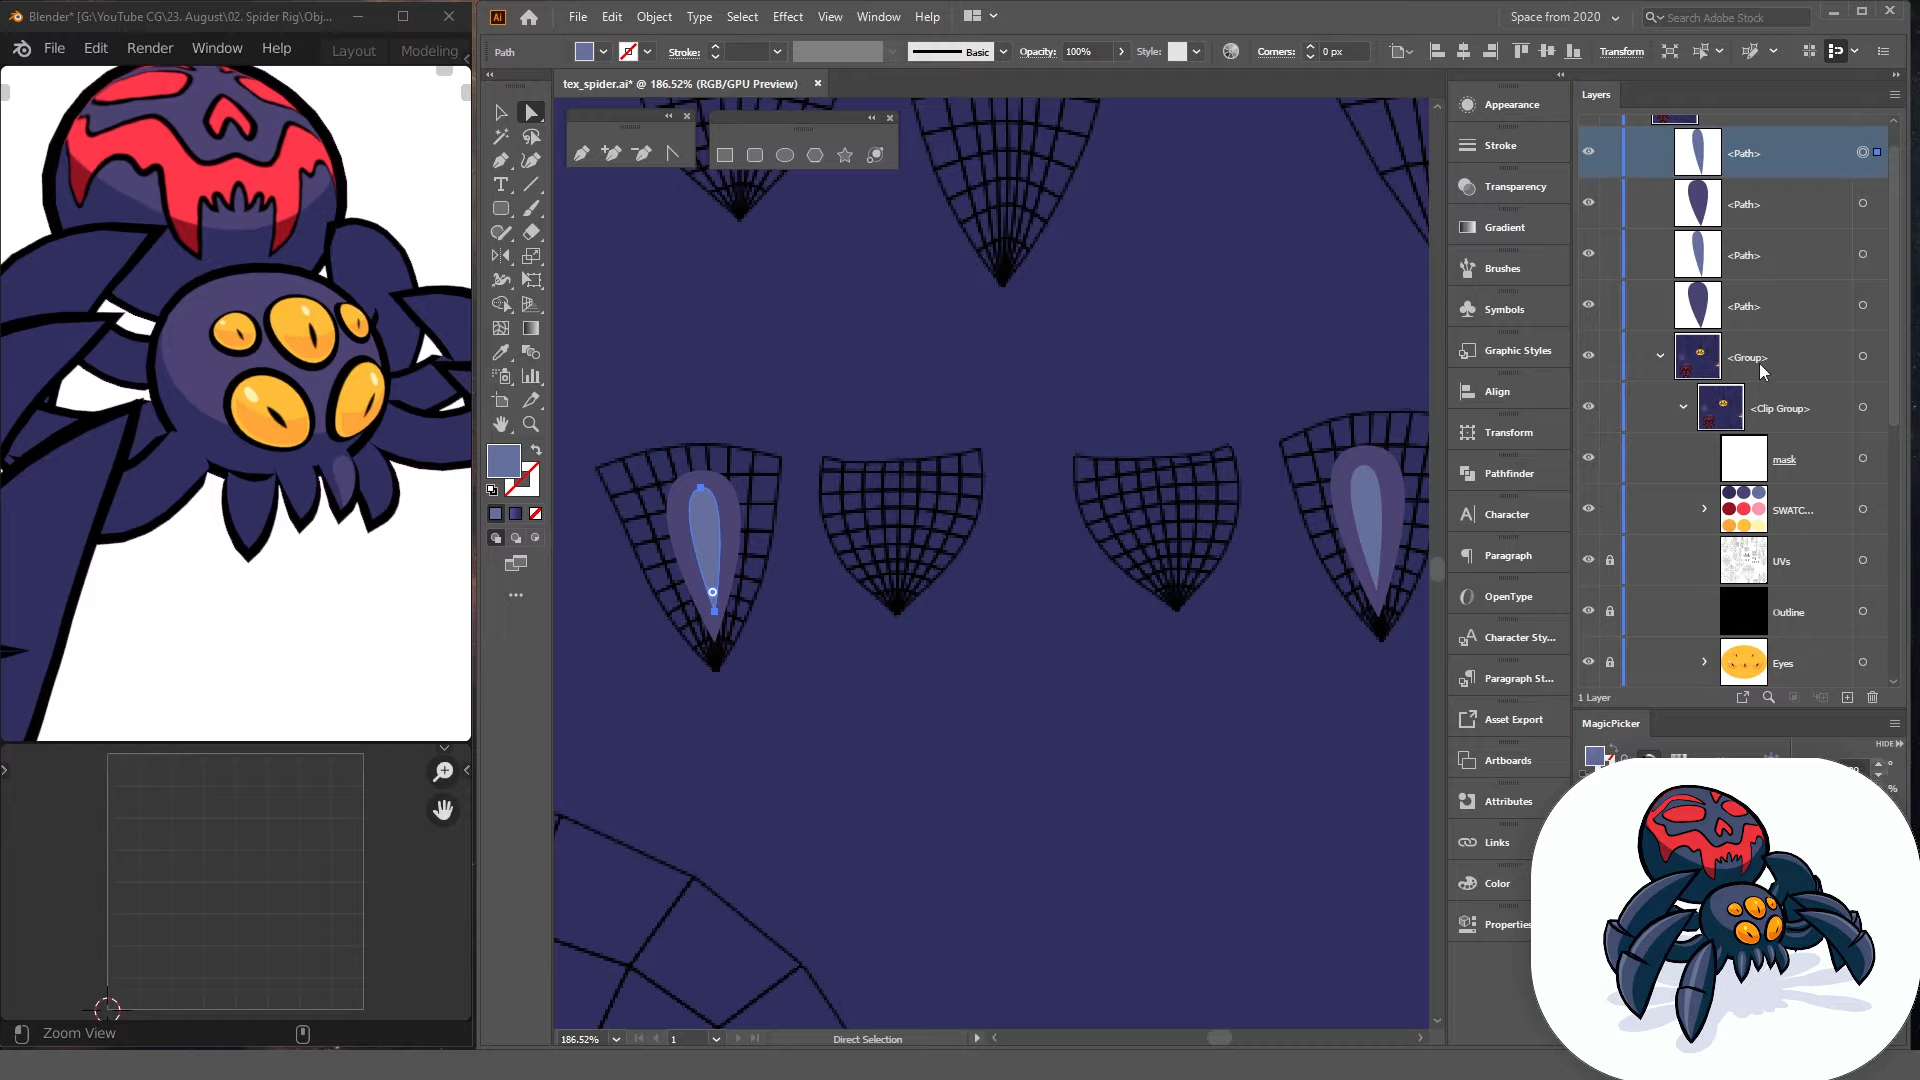 Blender* [G:\YouTube CG\23. August\02. Spider Rig\Obj...
File Edit Render Window Help Layout Modeling
Zoom View
Ai File Edit Object Type Select Effect View Window Help Space from 2020 Search Adobe Stock
Path Stroke: Basic Opacity: 100% Style: Corners: 0 px Transform
tex_spider.ai* @ 186.52% (RGB/GPU Preview)
186.52% 1 Direct Selection
Appearance
Stroke
Transparency
Gradient
Brushes
Symbols
Graphic Styles
Align
Transform
Pathfinder
Character
Paragraph
OpenType
Character Sty...
Paragraph St...
Asset Export
Artboards
Attributes
Links
Color
Properties
Layers
<Path>
<Path>
<Path>
<Path>
<Group>
<Clip Group>
mask
SWATC...
UVs
Outline
Eyes
1 Layer
MagicPicker
HIDE
%